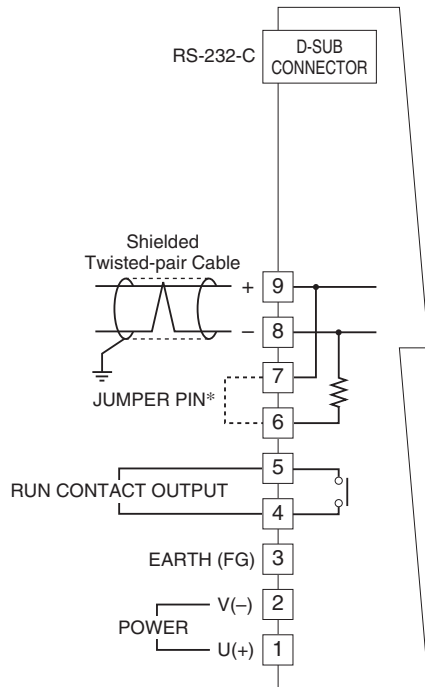 RS-232-C
D-SUB
CONNECTOR
Shielded
Twisted-pair Cable
+ 9
– 8
7
JUMPER PIN*
6
5
RUN CONTACT OUTPUT
4
EARTH (FG) 3
V(–) 2
POWER
U(+) 1